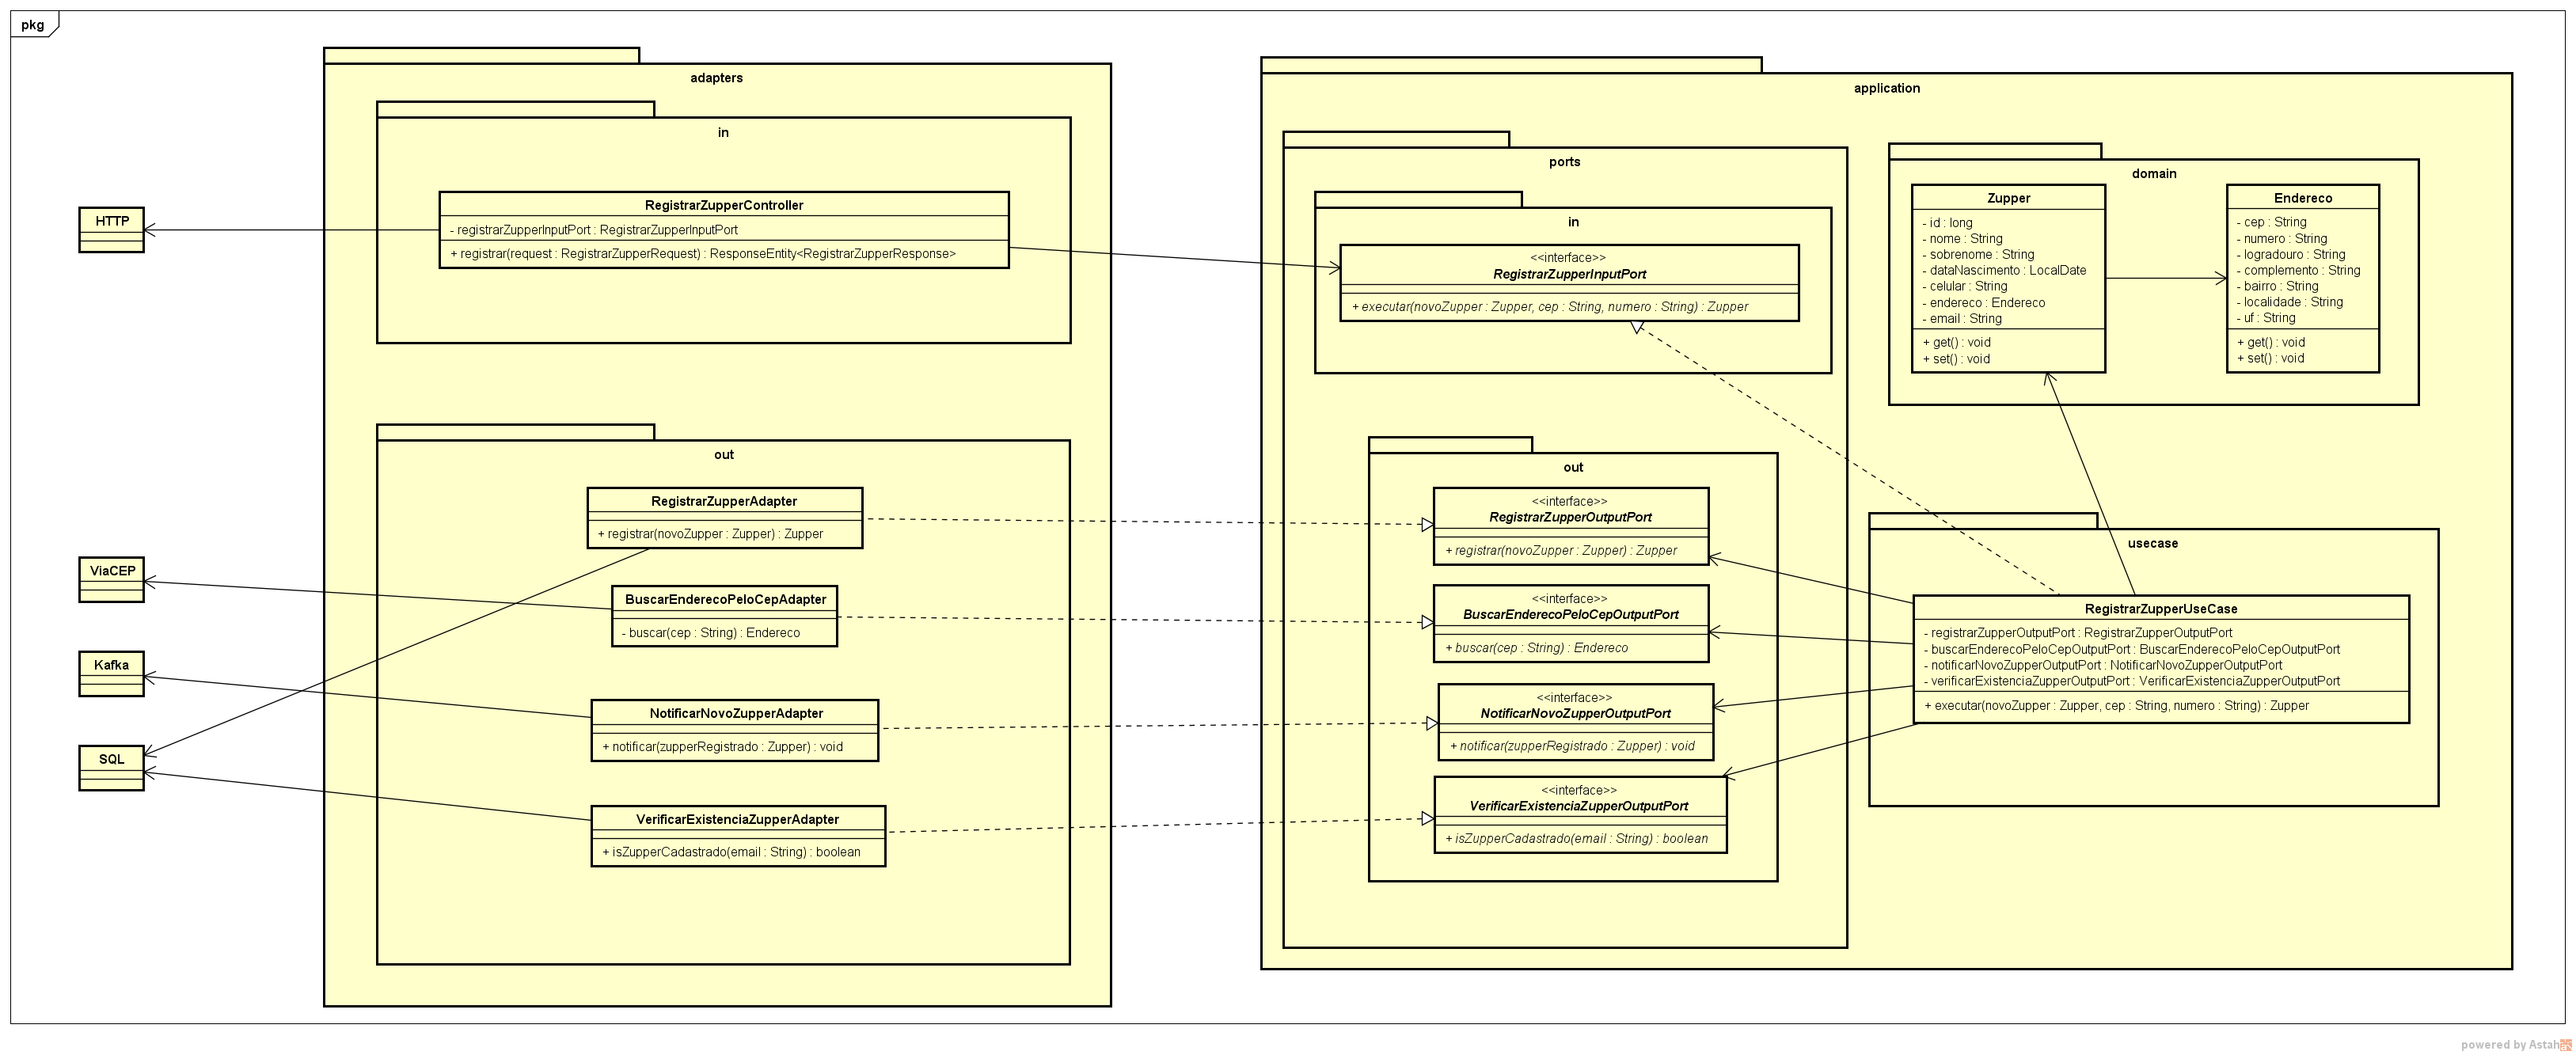 pkg
adapters
in
RegistrarZupperController
- registrarZupperInputPort : RegistrarZupperInputPort
+ registrar(request : RegistrarZupperRequest) : ResponseEntity<RegistrarZupperResponse>
HTTP
ViaCEP
Kafka
SQL
out
RegistrarZupperAdapter
+ registrar(novoZupper : Zupper) : Zupper
BuscarEnderecoPeloCepAdapter
- buscar(cep : String) : Endereco
NotificarNovoZupperAdapter
+ notificar(zupperRegistrado : Zupper) : void
VerificarExistenciaZupperAdapter
+ isZupperCadastrado(email : String) : boolean
application
ports
in
<<interface>>
RegistrarZupperInputPort
+ executar(novoZupper : Zupper, cep : String, numero : String) : Zupper
out
<<interface>>
RegistrarZupperOutputPort
+ registrar(novoZupper : Zupper) : Zupper
<<interface>>
BuscarEnderecoPeloCepOutputPort
+ buscar(cep : String) : Endereco
<<interface>>
NotificarNovoZupperOutputPort
+ notificar(zupperRegistrado : Zupper) : void
<<interface>>
VerificarExistenciaZupperOutputPort
+ isZupperCadastrado(email : String) : boolean
domain
Zupper
- id : long
- nome : String
- sobrenome : String
- dataNascimento : LocalDate
- celular : String
- endereco : Endereco
- email : String
+ get() : void
+ set() : void
Endereco
- cep : String
- numero : String
- logradouro : String
- complemento : String
- bairro : String
- localidade : String
- uf : String
+ get() : void
+ set() : void
usecase
RegistrarZupperUseCase
- registrarZupperOutputPort : RegistrarZupperOutputPort
- buscarEnderecoPeloCepOutputPort : BuscarEnderecoPeloCepOutputPort
- notificarNovoZupperOutputPort : NotificarNovoZupperOutputPort
- verificarExistenciaZupperOutputPort : VerificarExistenciaZupperOutputPort
+ executar(novoZupper : Zupper, cep : String, numero : String) : Zupper
powered by Astah